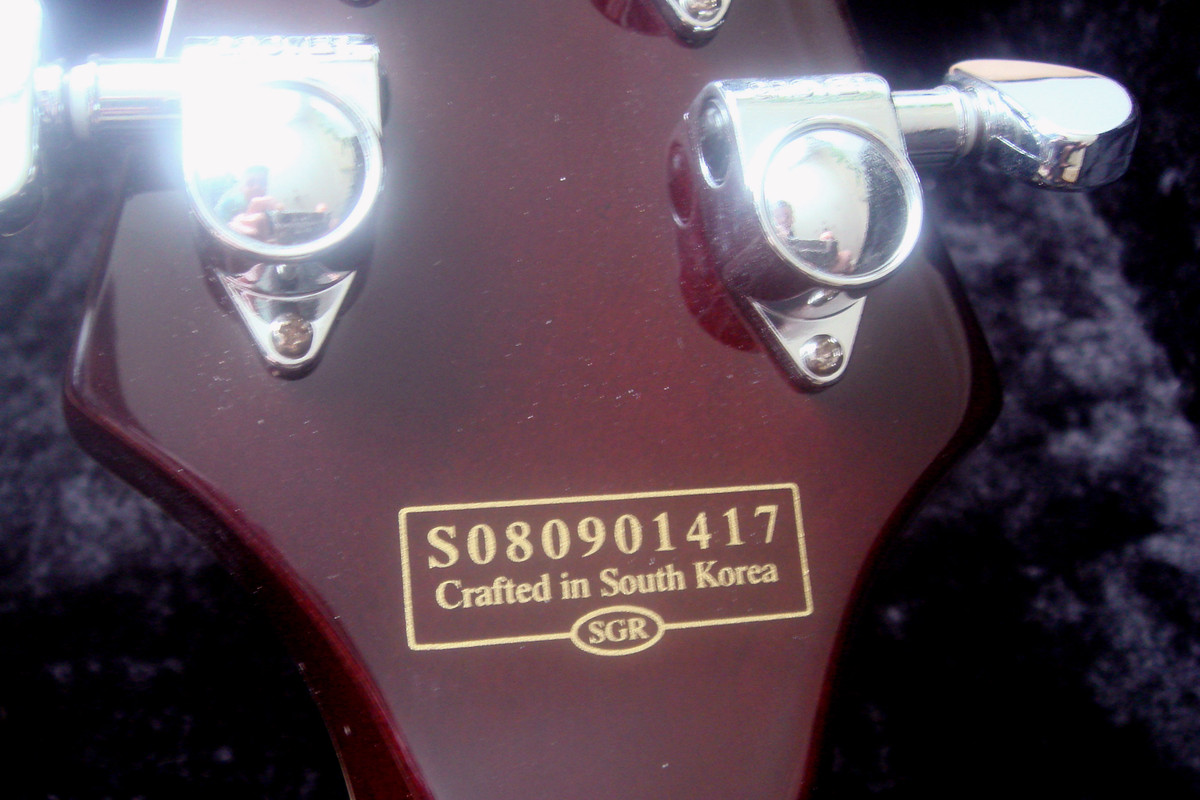 S080901417
Crafted in South Korea
SGR